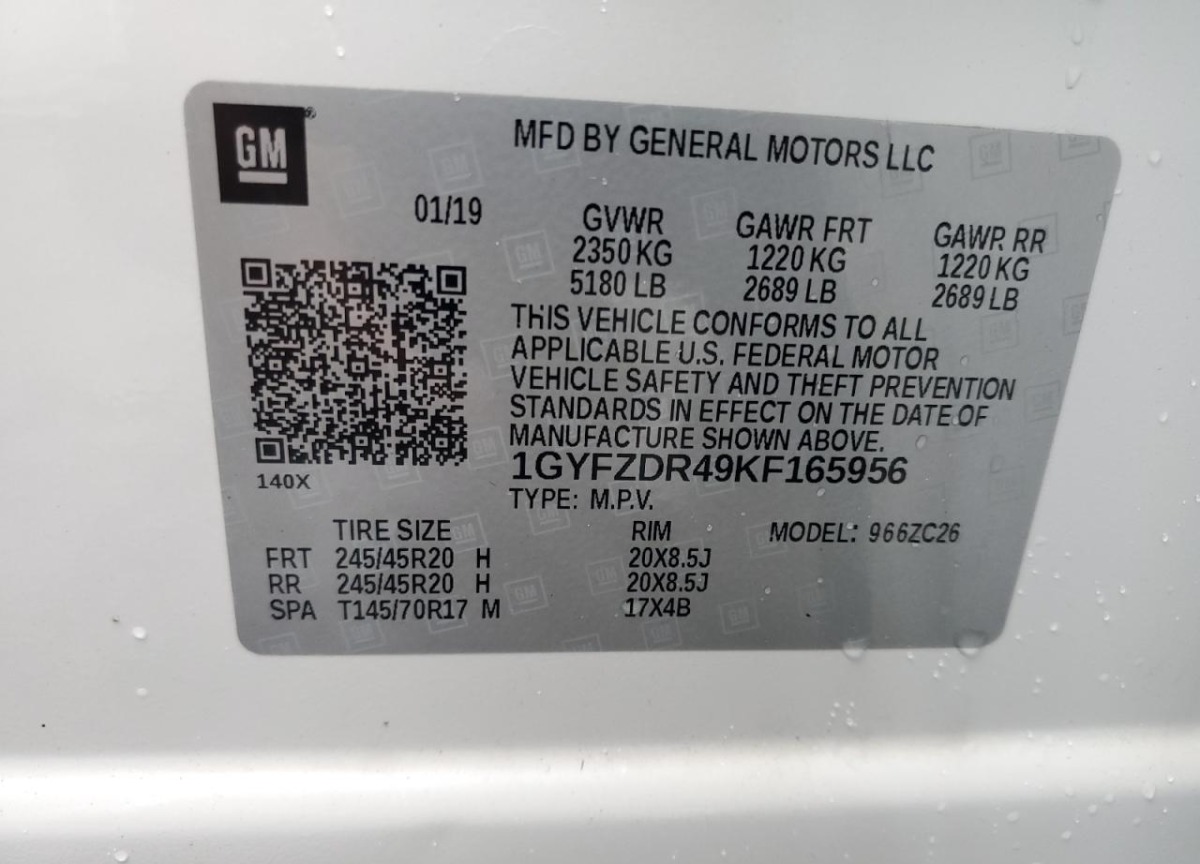 GM
MFD BY GENERAL MOTORS LLC
01/19
GVWR GAWR FRT GAWR RR
2350 KG 1220 KG 1220 KG
5180 LB 2689 LB 2689 LB
THIS VEHICLE CONFORMS TO ALL
APPLICABLE U.S. FEDERAL MOTOR
VEHICLE SAFETY AND THEFT PREVENTION
STANDARDS IN EFFECT ON THE DATE OF
MANUFACTURE SHOWN ABOVE.
140X
1GYFZDR49KF165956
TYPE: M.P.V.
TIRE SIZE RIM MODEL: 966ZC26
FRT 245/45R20 H 20X8.5J
RR 245/45R20 H 20X8.5J
SPA T145/70R17 M 17X4B